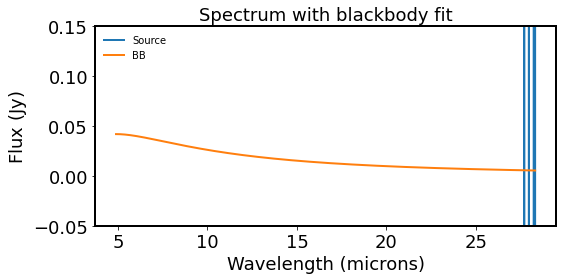 Spectrum with blackbody fit
Source
BB
Flux (Jy)
0.15
0.10
0.05
0.00
−0.05
5 10 15 20 25
Wavelength (microns)